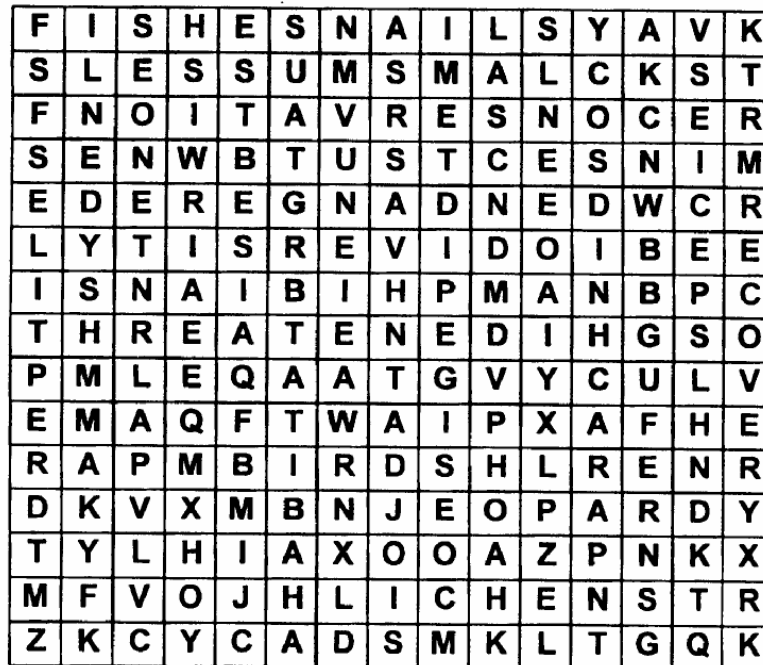 F I S H E S N A I L S Y A V K
S L E S S U M S M A L C K S T
F N O I T A V R E S N O C E R
S E N W B T U S T C E S N I M
E D E R E G N A D N E D W C R
L Y T I S R E V I D O I B E E
I S N A I B I H P M A N B P C
T H R E A T E N E D I H G S O
P M L E Q A A T G V Y C U L V
E M A Q F T W A I P X A F H E
R A P M B I R D S H L R E N R
D K V X M B N J E O P A R D Y
T Y L H I A X O O A Z P N K X
M F V O J H L I C H E N S T R
Z K C Y C A D S M K L T G Q K